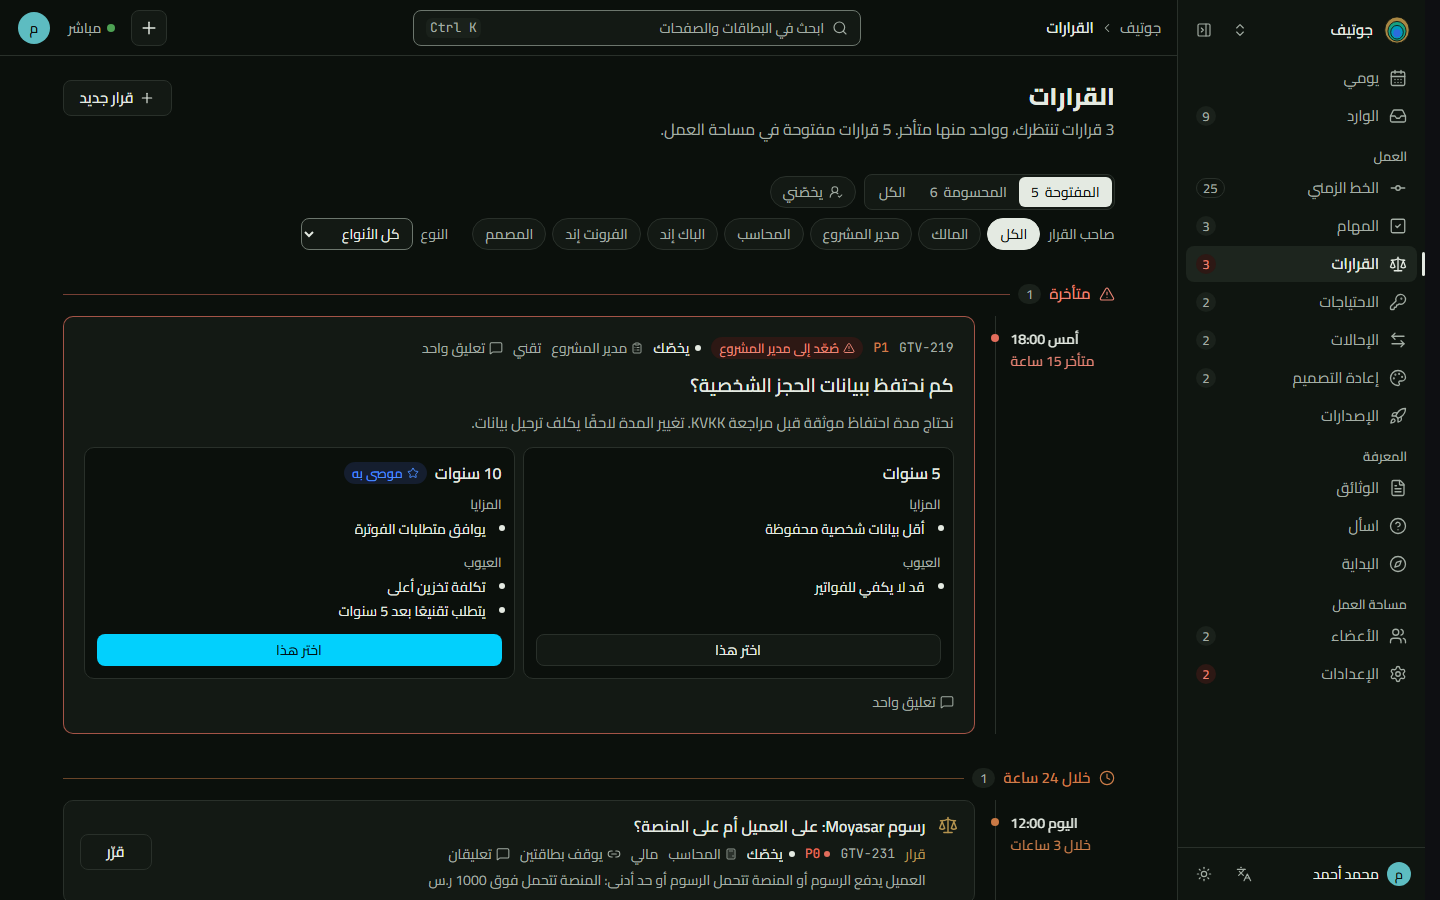 جوتيف
يومي
الوارد 9
العمل
الخط الزمني 25
المهام 3
القرارات 3
الاحتياجات 2
الإحالات 2
إعادة التصميم 2
الإصدارات
المعرفة
الوثائق
اسأل
البداية
مساحة العمل
الأعضاء 2
الإعدادات 2
محمد أحمد م
جوتيف القرارات
ابحث في البطاقات والصفحات Ctrl K
مباشر م
القرارات
قرار جديد
3 قرارات تنتظرك، وواحد منها متأخر. 5 قرارات مفتوحة في مساحة العمل.
المفتوحة 5 المحسومة 6 الكل يخصّني
صاحب القرار الكل المالك مدير المشروع المحاسب الباك إند الفرونت إند المصمم النوع كل الأنواع
متأخرة 1
أمس 18:00
متأخر 15 ساعة
GTV-219 P1 صُعّد إلى مدير المشروع يخصّك مدير المشروع تقني تعليق واحد
كم نحتفظ ببيانات الحجز الشخصية؟
نحتاج مدة احتفاظ موثقة قبل مراجعة KVKK. تغيير المدة لاحقًا يكلف ترحيل بيانات.
5 سنوات
المزايا
أقل بيانات شخصية محفوظة
العيوب
قد لا يكفي للفواتير
اختر هذا
10 سنوات موصى به
المزايا
يوافق متطلبات الفوترة
العيوب
تكلفة تخزين أعلى
يتطلب تقنيعًا بعد 5 سنوات
اختر هذا
تعليق واحد
خلال 24 ساعة 1
اليوم 12:00
خلال 3 ساعات
رسوم Moyasar: على العميل أم على المنصة؟
قرار GTV-231 P0 يخصّك المحاسب مالي يوقف بطاقتين تعليقان
العميل يدفع الرسوم أو المنصة تتحمل الرسوم أو حد أدنى: المنصة تتحمل فوق 1000 ر.س
قرّر